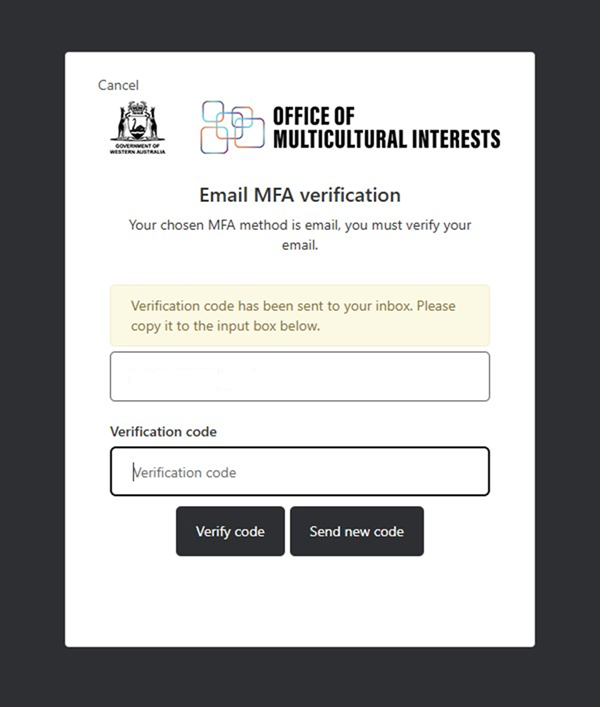 Cancel
GOVERNMENT OF
WESTERN AUSTRALIA
OFFICE OF
MULTICULTURAL INTERESTS
Email MFA verification
Your chosen MFA method is email, you must verify your
email.
Verification code has been sent to your inbox. Please
copy it to the input box below.
Verification code
Verification code
Verify code
Send new code